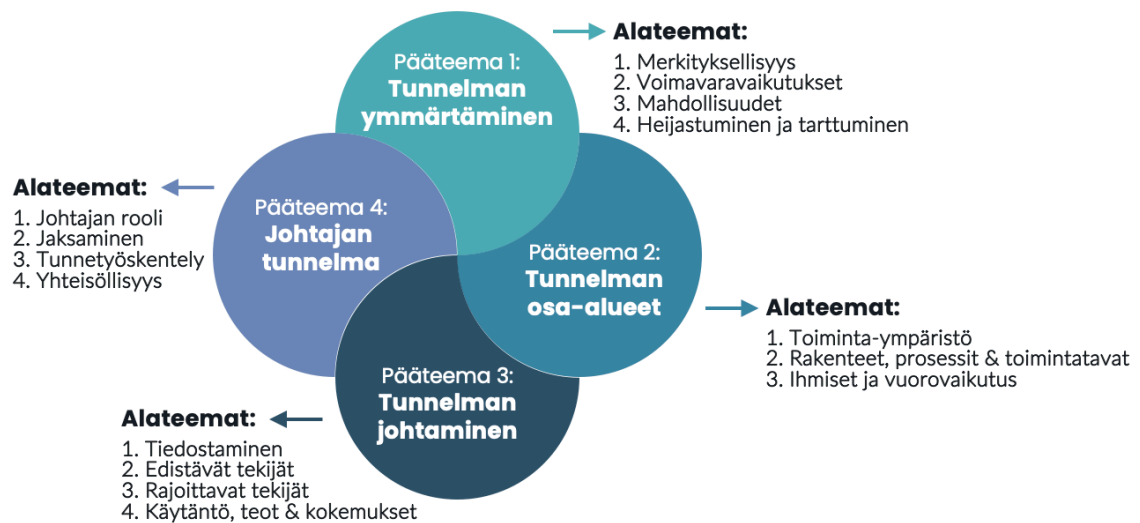 Pääteema 1:
Tunnelman
ymmärtäminen
Alateemat:
1. Merkityksellisyys
2. Voimavaravaikutukset
3. Mahdollisuudet
4. Heijastuminen ja tarttuminen
Pääteema 2:
Tunnelman
osa-alueet
Alateemat:
1. Toiminta-ympäristö
2. Rakenteet, prosessit & toimintatavat
3. Ihmiset ja vuorovaikutus
Pääteema 3:
Tunnelman
johtaminen
Alateemat:
1. Tiedostaminen
2. Edistävät tekijät
3. Rajoittavat tekijät
4. Käytäntö, teot & kokemukset
Pääteema 4:
Johtajan
tunnelma
Alateemat:
1. Johtajan rooli
2. Jaksaminen
3. Tunnetyöskentely
4. Yhteisöllisyys